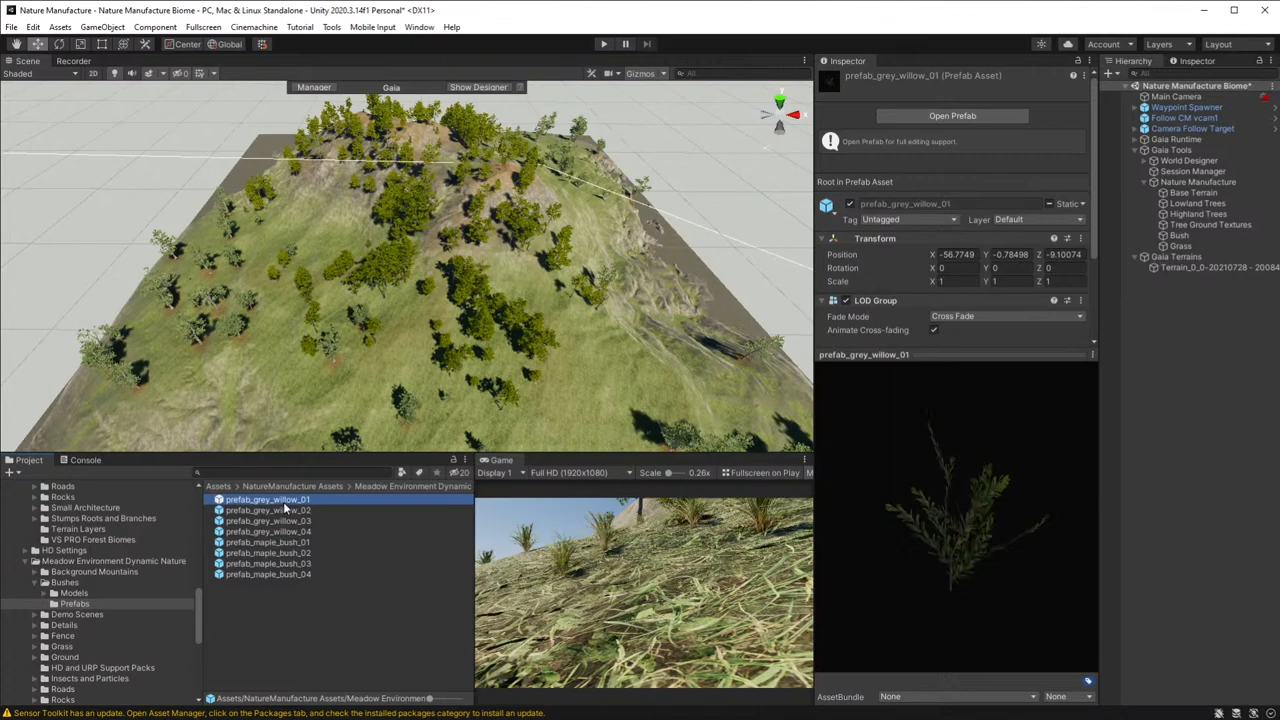 Nature Manufacture - Nature Manufacture Biome - PC, Mac & Linux Standalone - Unity 2020.3.14f1 Personal* <DX11>
File Edit Assets GameObject Component Fullscreen Cinemachine Tutorial Tools Mobile Input Window Help
Center Global Account Layers Layout
Scene Recorder
Shaded 2D 0 Gizmos All
Manager Gaia Show Designer
y
x
Inspector
prefab_grey_willow_01 (Prefab Asset)
Open Prefab
Open Prefab for full editing support.
Root in Prefab Asset
prefab_grey_willow_01 Static
Tag Untagged Layer Default
Transform
Position X -56.7749 Y -0.78498 Z -9.10074
Rotation X 0 Y 0 Z 0
Scale X 1 Y 1 Z 1
LOD Group
Fade Mode Cross Fade
Animate Cross-fading
prefab_grey_willow_01
AssetBundle None None
Hierarchy Inspector
All
Nature Manufacture Biome*
Main Camera
Waypoint Spawner
Follow CM vcam1
Camera Follow Target
Gaia Runtime
Gaia Tools
World Designer
Session Manager
Nature Manufacture
Base Terrain
Lowland Trees
Highland Trees
Tree Ground Textures
Bush
Grass
Gaia Terrains
Terrain_0_0-20210728 - 20084
Project Console
20
Roads
Rocks
Small Architecture
Stumps Roots and Branches
Terrain Layers
VS PRO Forest Biomes
HD Settings
Meadow Environment Dynamic Nature
Background Mountains
Bushes
Models
Prefabs
Demo Scenes
Details
Fence
Grass
Ground
HD and URP Support Packs
Insects and Particles
Roads
Rocks
Assets > NatureManufacture Assets > Meadow Environment Dynamic
prefab_grey_willow_01
prefab_grey_willow_02
prefab_grey_willow_03
prefab_grey_willow_04
prefab_maple_bush_01
prefab_maple_bush_02
prefab_maple_bush_03
prefab_maple_bush_04
Assets/NatureManufacture Assets/Meadow Environmen
Game
Display 1 Full HD (1920x1080) Scale 0.26x Fullscreen on Play M
Sensor Toolkit has an update. Open Asset Manager, click on the Packages tab, and check the installed packages category to install an update.